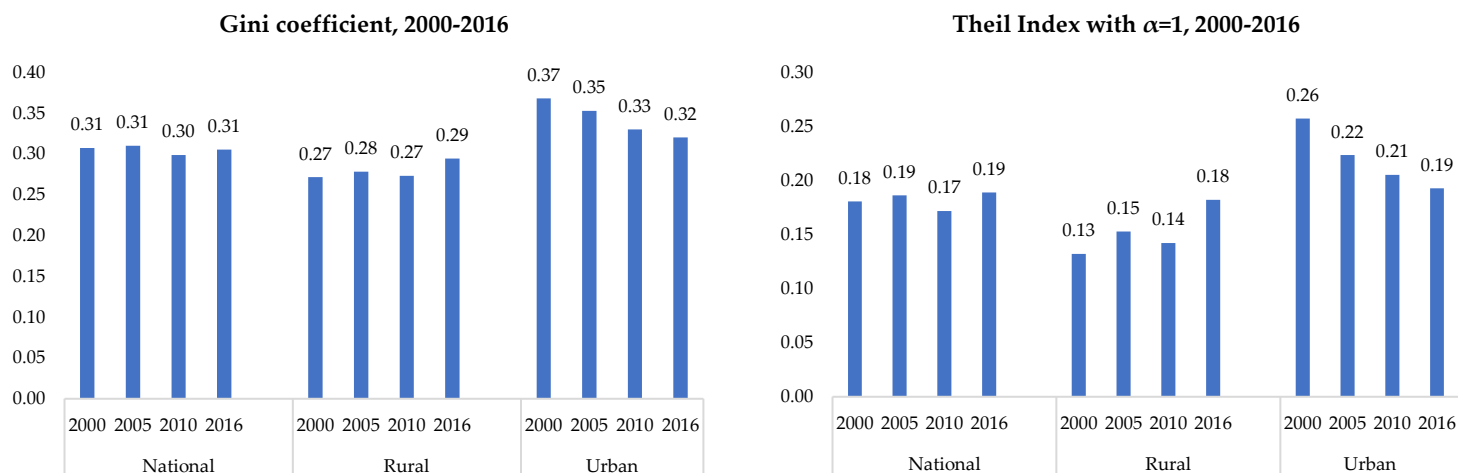 Gini coefficient, 2000-2016
0.40
0.35
0.30
0.25
0.20
0.15
0.10
0.05
0.00
0.31 0.31 0.30 0.31
0.27 0.28 0.27 0.29
0.37 0.35 0.33 0.32
2000 2005 2010 2016 2000 2005 2010 2016 2000 2005 2010 2016
National Rural Urban
Theil Index with α=1, 2000-2016
0.30
0.25
0.20
0.15
0.10
0.05
0.00
0.18 0.19 0.17 0.19
0.13 0.15 0.14 0.18
0.26 0.22 0.21 0.19
2000 2005 2010 2016 2000 2005 2010 2016 2000 2005 2010 2016
National Rural Urban